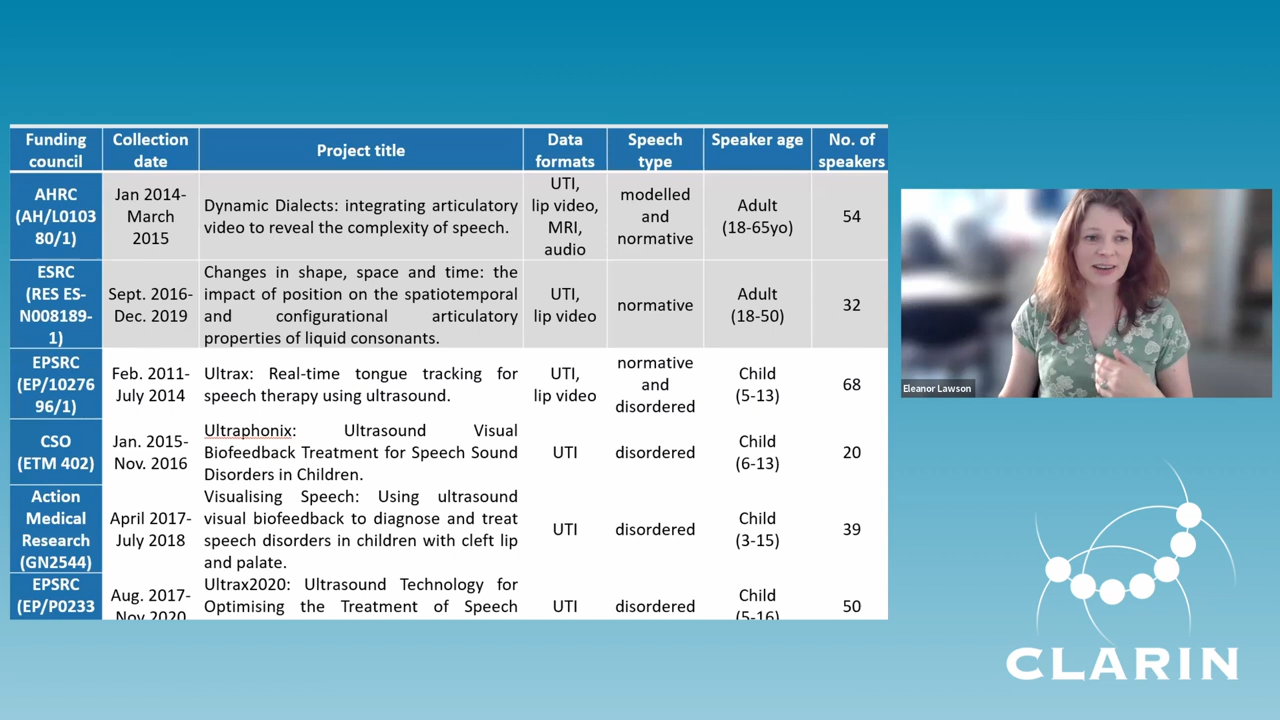 Funding council
Collection date
Project title
Data formats
Speech type
Speaker age
No. of speakers
AHRC
(AH/L0103
80/1)
Jan 2014-
March
2015
Dynamic Dialects: integrating articulatory
video to reveal the complexity of speech.
UTI,
lip video,
MRI,
audio
modelled
and
normative
Adult
(18-65yo)
54
ESRC
(RES ES-
N008189-
1)
Sept. 2016-
Dec. 2019
Changes in shape, space and time: the
impact of position on the spatiotemporal
and configurational articulatory
properties of liquid consonants.
UTI,
lip video
normative
Adult
(18-50)
32
EPSRC
(EP/10276
96/1)
Feb. 2011-
July 2014
Ultrax: Real-time tongue tracking for
speech therapy using ultrasound.
UTI,
lip video
normative
and
disordered
Child
(5-13)
68
CSO
(ETM 402)
Jan. 2015-
Nov. 2016
Ultraphonix: Ultrasound Visual
Biofeedback Treatment for Speech Sound
Disorders in Children.
UTI
disordered
Child
(6-13)
20
Action
Medical
Research
(GN2544)
April 2017-
July 2018
Visualising Speech: Using ultrasound
visual biofeedback to diagnose and treat
speech disorders in children with cleft lip
and palate.
UTI
disordered
Child
(3-15)
39
EPSRC
(EP/P0233
Aug. 2017-
Nov 2020
Ultrax2020: Ultrasound Technology for
Optimising the Treatment of Speech
UTI
disordered
Child
(5-16)
50
Eleanor Lawson
CLARIN